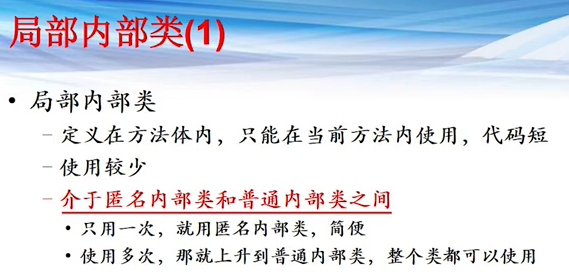 局部内部类(1)
• 局部内部类
– 定义在方法体内，只能在当前方法内使用，代码短
– 使用较少
– 介于匿名内部类和普通内部类之间
• 只用一次，就用匿名内部类，简便
• 使用多次，那就上升到普通内部类，整个类都可以使用